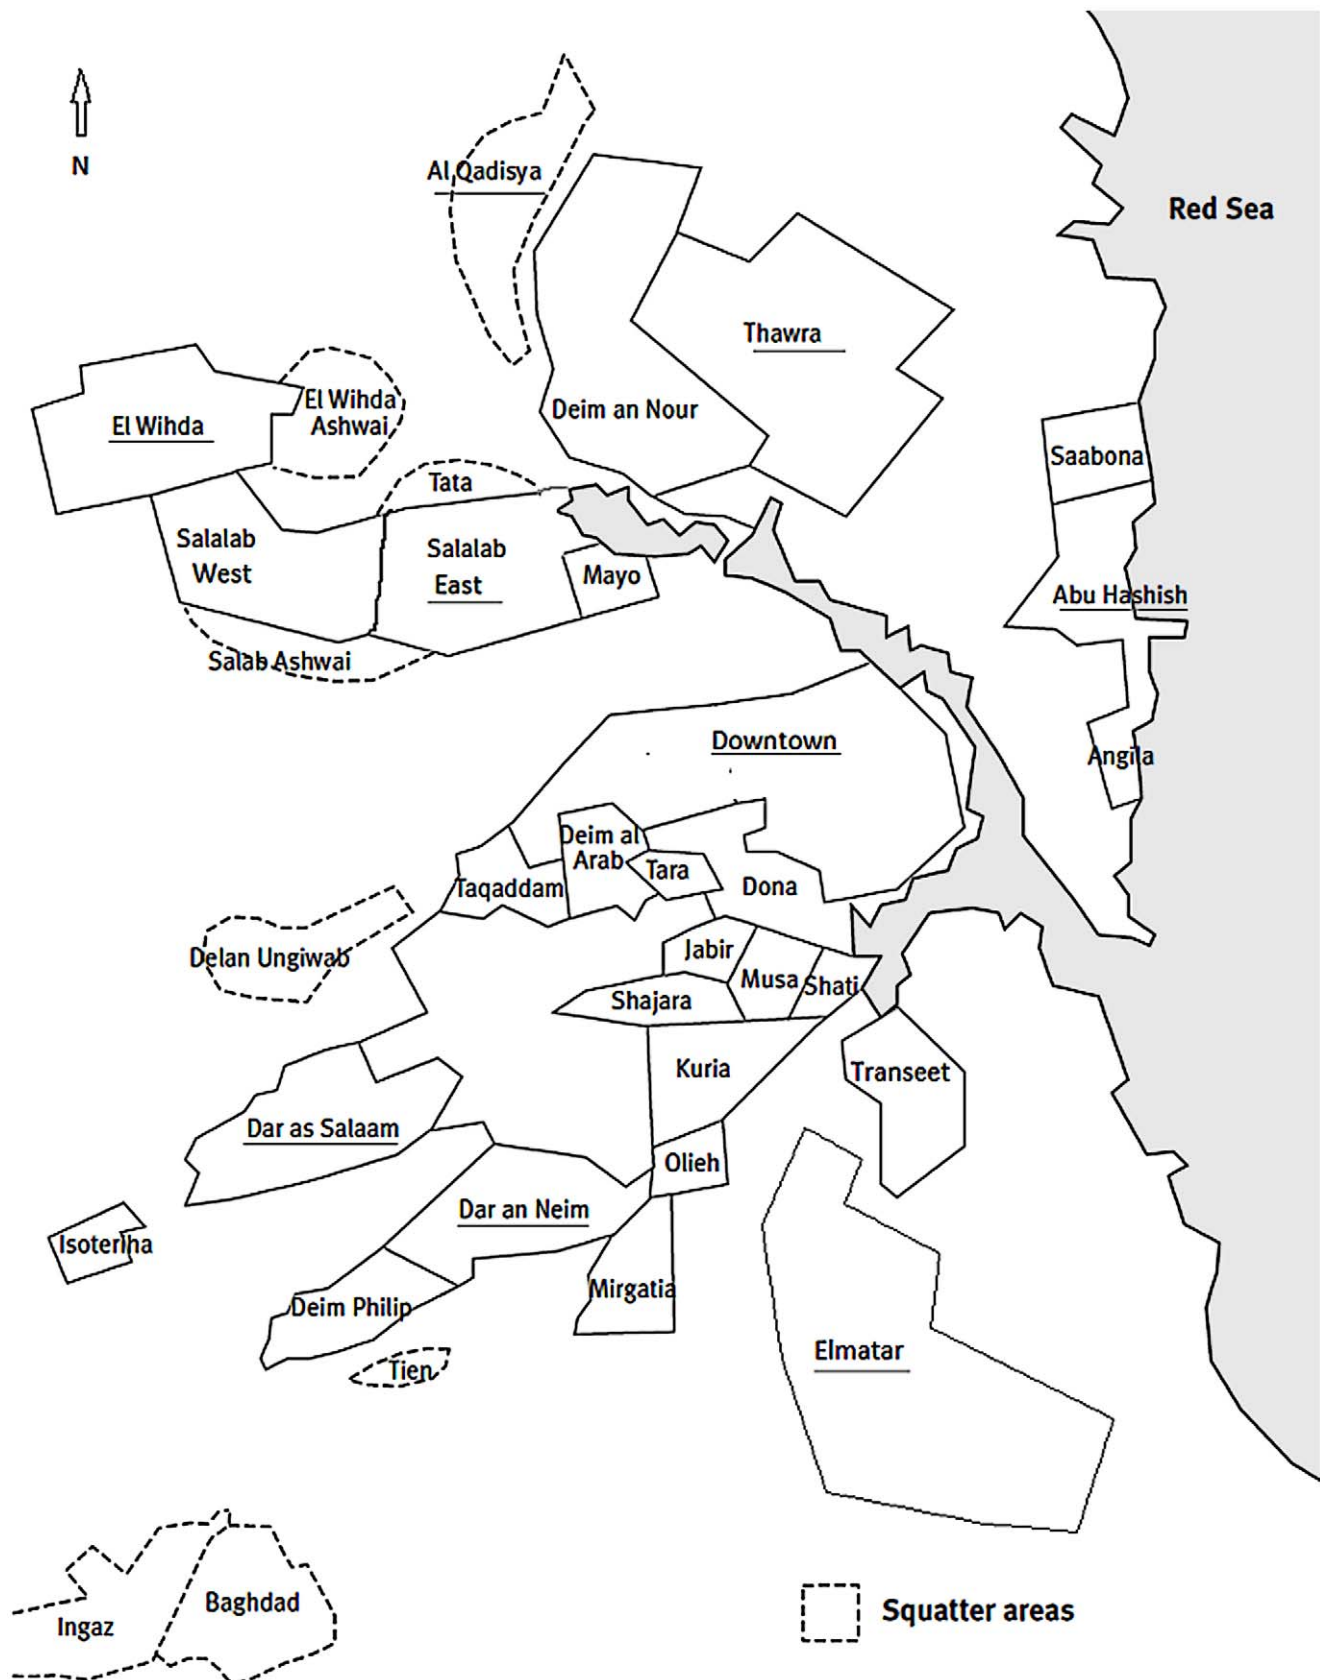 N
Al Qadisya
Red Sea
Thawra
El Wihda
El Wihda
Ashwai
Deim an Nour
Saabona
Tata
Salalab
West
Salalab
East
Mayo
Abu Hashish
Salab Ashwai
Downtown
Angila
Deim al
Arab
Tara
Taqaddam
Dona
Delan Ungiwab
Jabir
Musa
Shati
Shajara
Kuria
Transeet
Dar as Salaam
Olieh
Dar an Neim
Isoteriha
Mirgatia
Deim Philip
Elmatar
Tien
Baghdad
Ingaz
Squatter areas